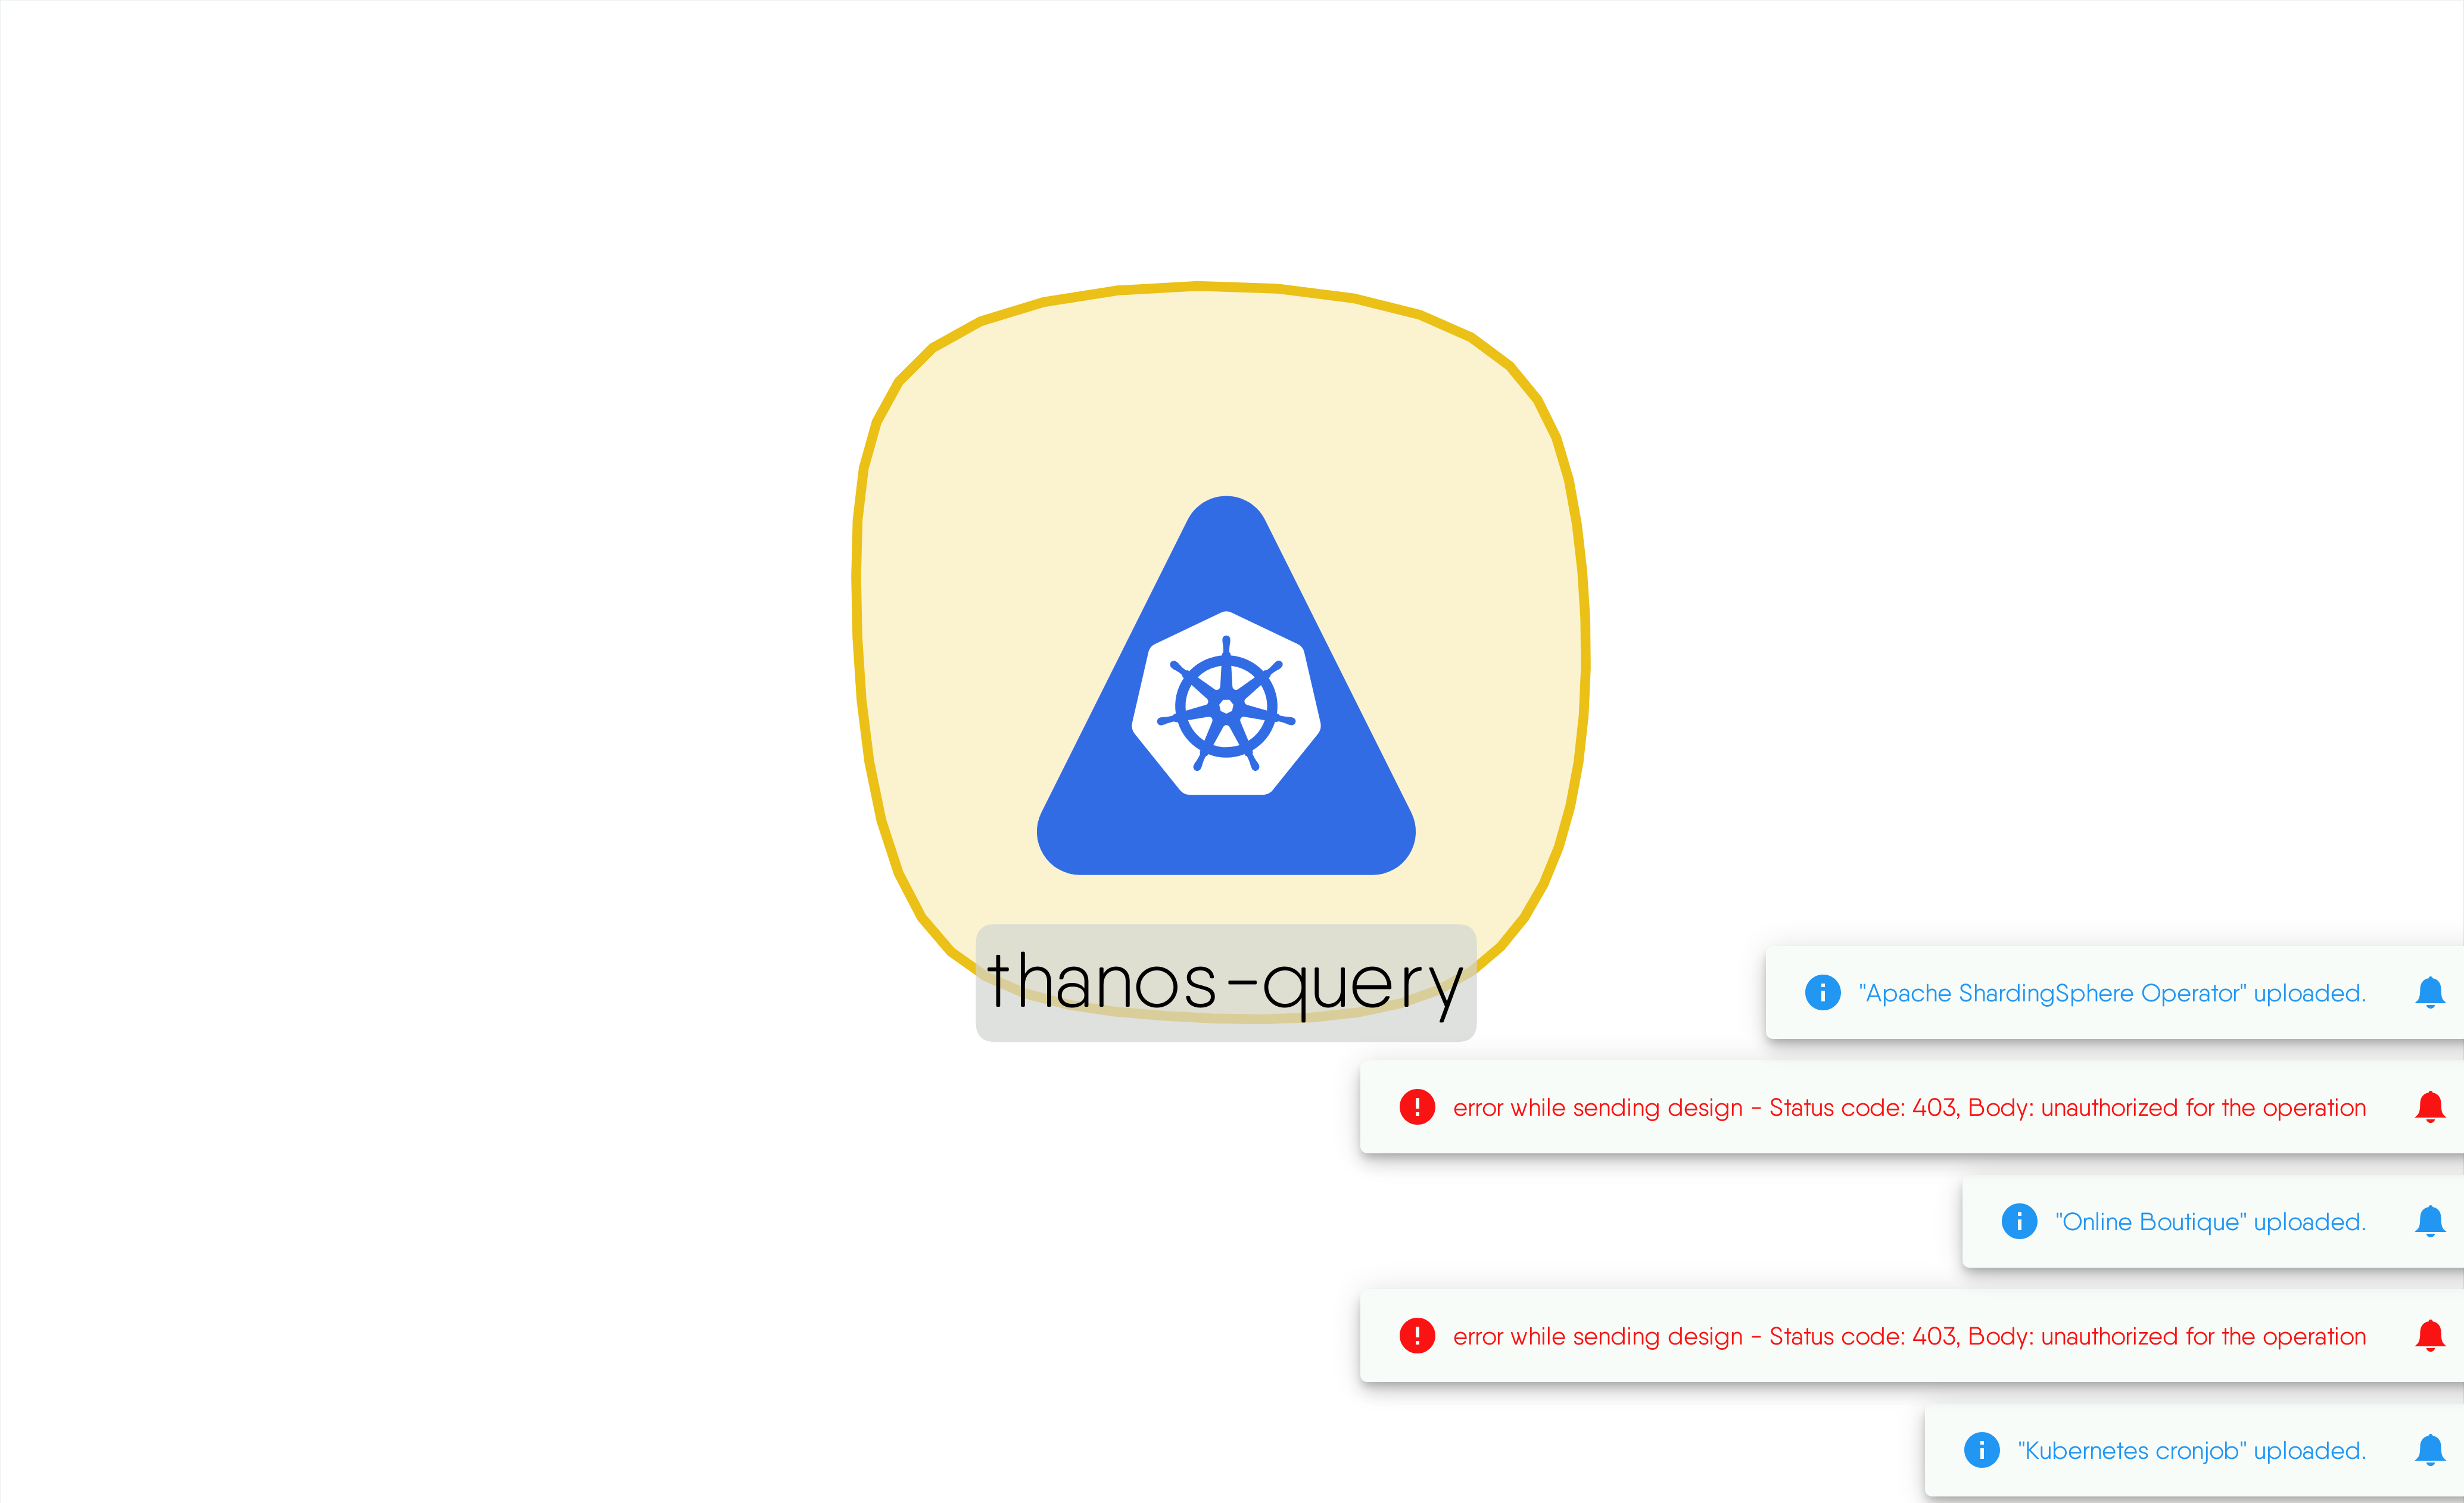 thanos-query
"Apache ShardingSphere Operator" uploaded.
error while sending design - Status code: 403, Body: unauthorized for the operation
"Online Boutique" uploaded.
error while sending design - Status code: 403, Body: unauthorized for the operation
"Kubernetes cronjob" uploaded.